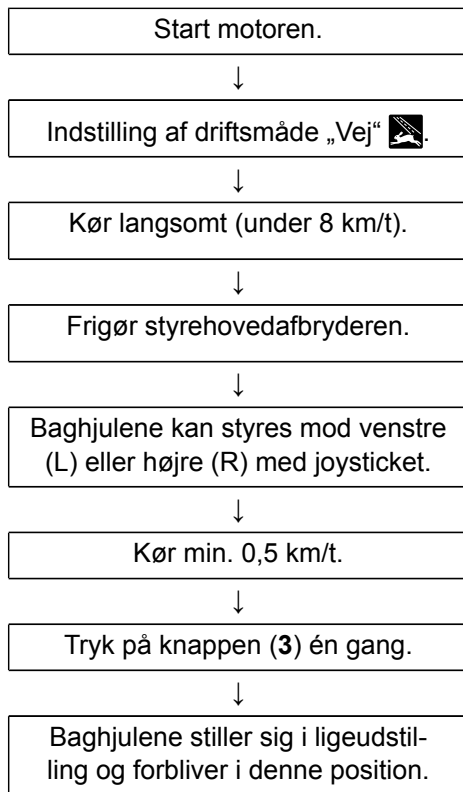 Start motoren.
↓
Indstilling af driftsmåde „Vej“ .
↓
Kør langsomt (under 8 km/t).
↓
Frigør styrehovedafbryderen.
↓
Baghjulene kan styres mod venstre
(L) eller højre (R) med joysticket.
↓
Kør min. 0,5 km/t.
↓
Tryk på knappen (3) én gang.
↓
Baghjulene stiller sig i ligeudstil-
ling og forbliver i denne position.